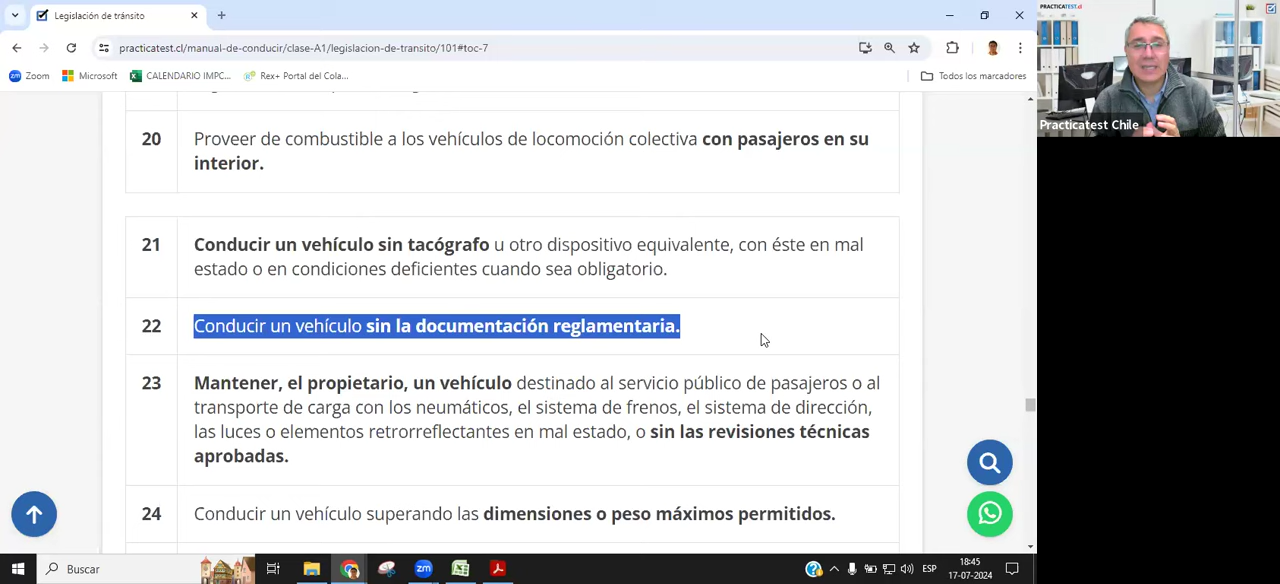 Legislación de tránsito
practicatest.cl/manual-de-conducir/clase-A1/legislacion-de-transito/101#toc-7
Zoom
Microsoft
CALENDARIO IMPC...
Rex+ Portal del Cola...
Todos los marcadores
PRACTICATEST.cl
Practicatest Chile
20
Proveer de combustible a los vehículos de locomoción colectiva con pasajeros en su
interior.
21
Conducir un vehículo sin tacógrafo u otro dispositivo equivalente, con éste en mal
estado o en condiciones deficientes cuando sea obligatorio.
22
Conducir un vehículo sin la documentación reglamentaria.
23
Mantener, el propietario, un vehículo destinado al servicio público de pasajeros o al
transporte de carga con los neumáticos, el sistema de frenos, el sistema de dirección,
las luces o elementos retrorreflectantes en mal estado, o sin las revisiones técnicas
aprobadas.
24
Conducir un vehículo superando las dimensiones o peso máximos permitidos.
Buscar
zm
ESP
18:45
17-07-2024